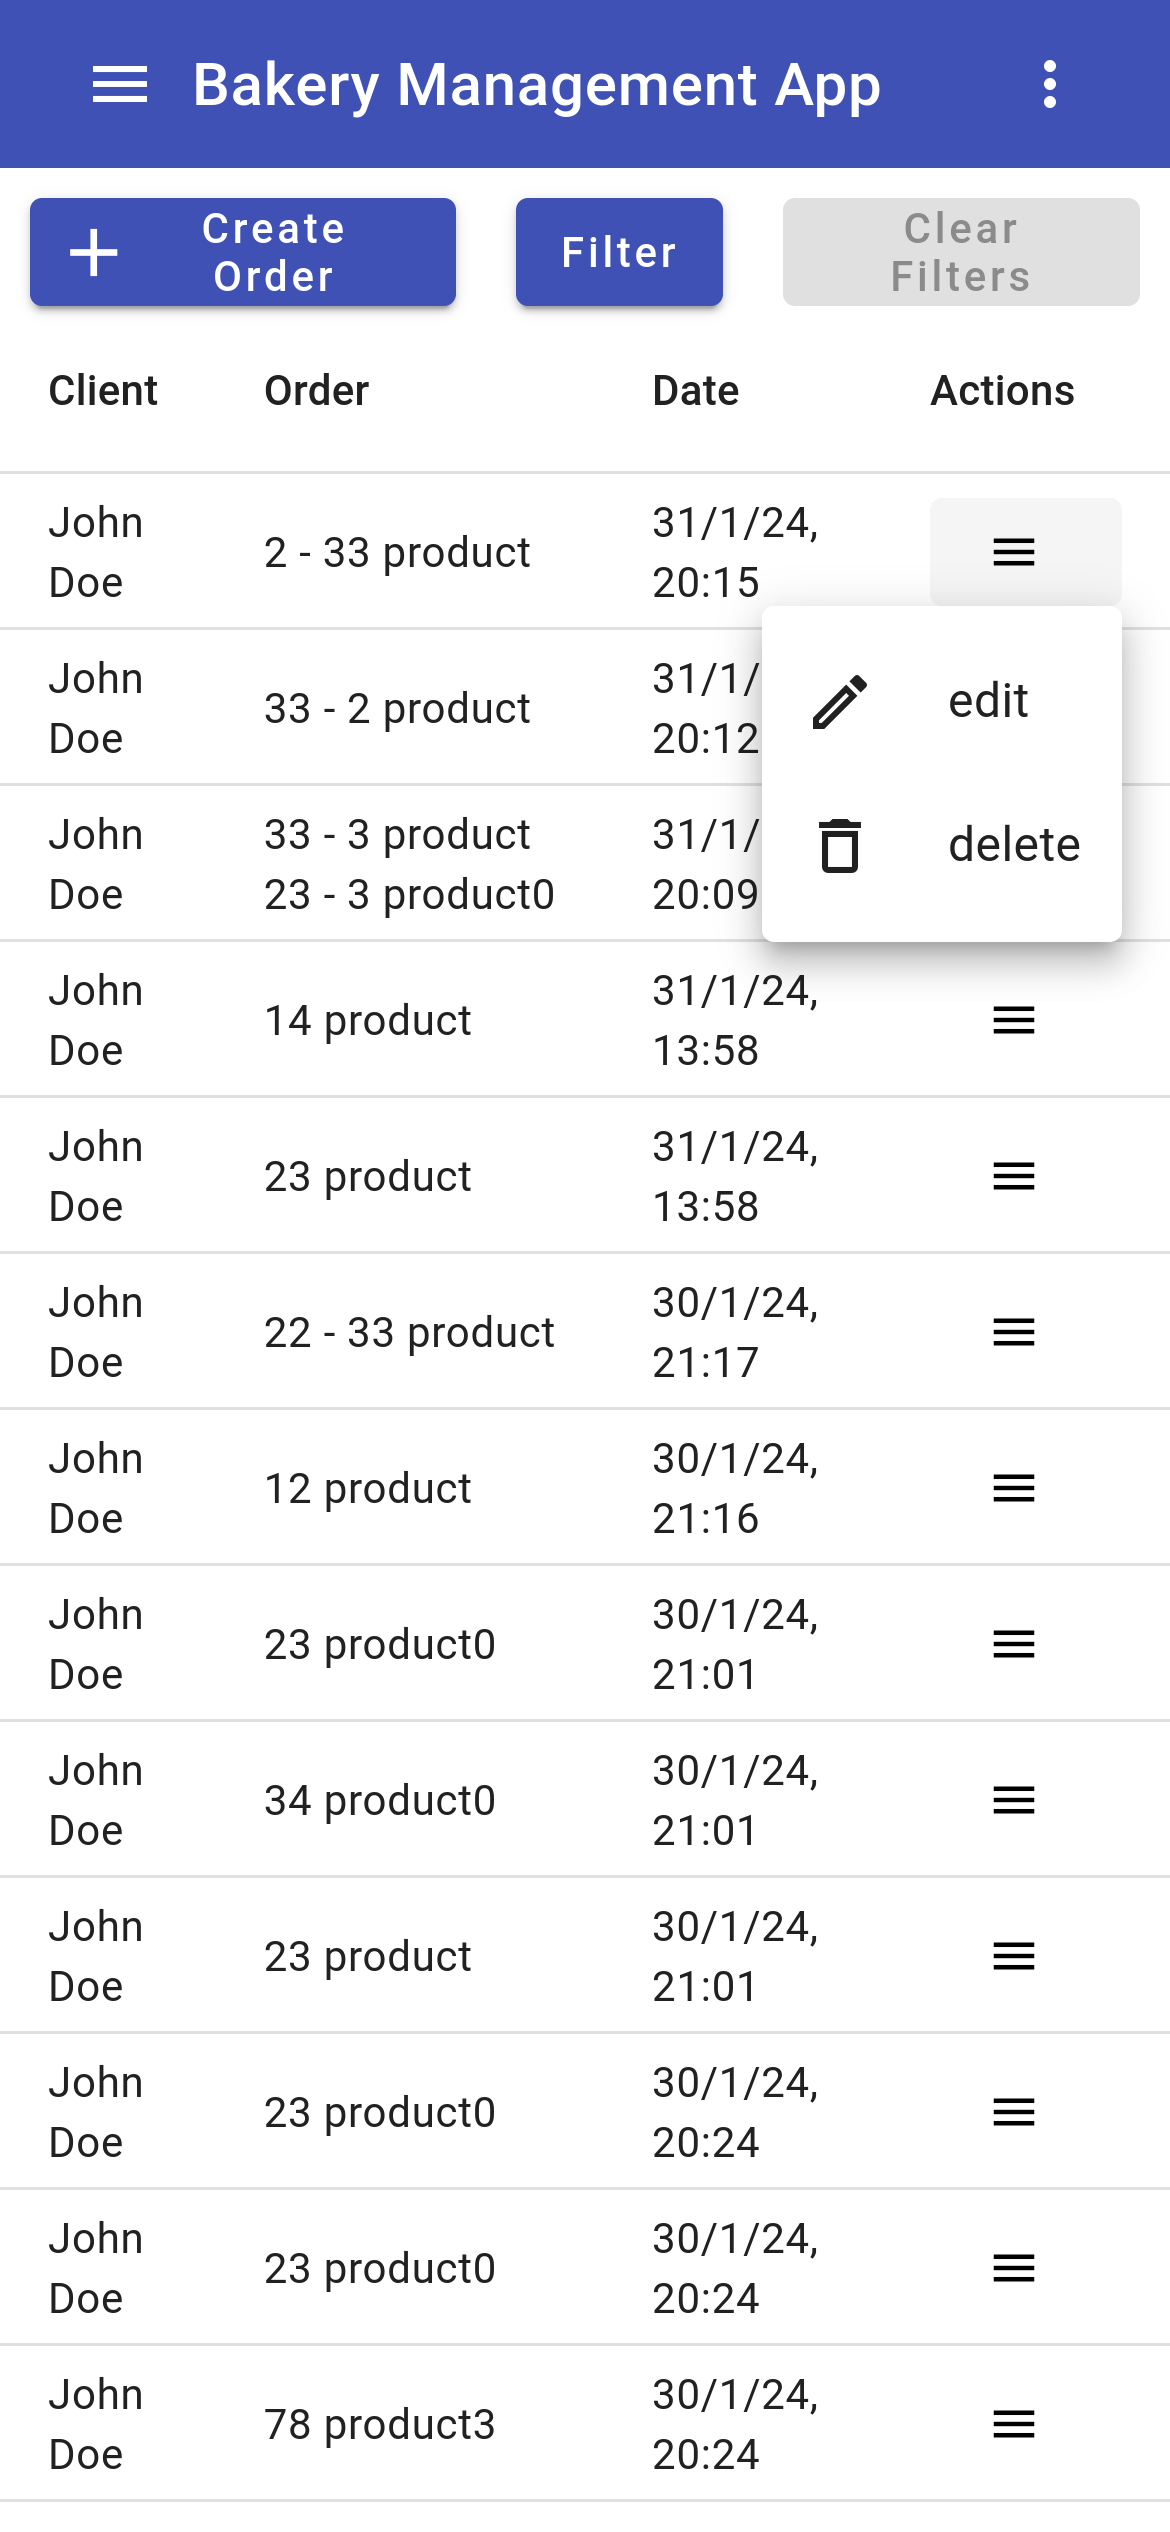 Bakery Management App
Create
Order
Filter
Clear
Filters
Client Order Date Actions
John
Doe
2 - 33 product
31/1/24,
20:15
John
Doe
33 - 2 product
31/1/
20:12
edit
John
Doe
33 - 3 product
23 - 3 product0
31/1/
20:09
delete
John
Doe
14 product
31/1/24,
13:58
John
Doe
23 product
31/1/24,
13:58
John
Doe
22 - 33 product
30/1/24,
21:17
John
Doe
12 product
30/1/24,
21:16
John
Doe
23 product0
30/1/24,
21:01
John
Doe
34 product0
30/1/24,
21:01
John
Doe
23 product
30/1/24,
21:01
John
Doe
23 product0
30/1/24,
20:24
John
Doe
23 product0
30/1/24,
20:24
John
Doe
78 product3
30/1/24,
20:24